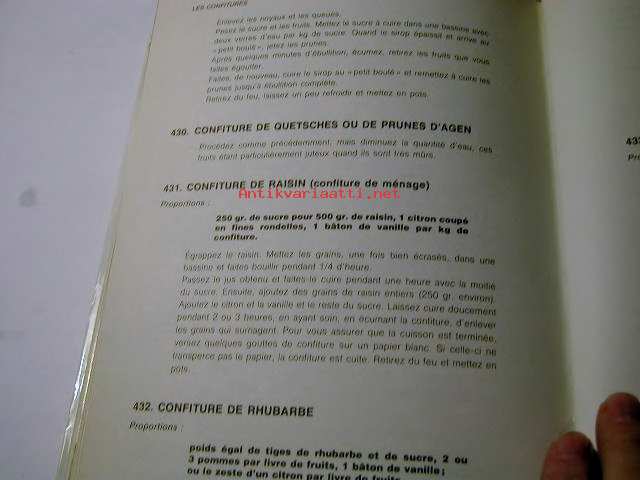 LES CONFITURES
Enlevez les noyaux et les queues.
Pesez le sucre et les fruits. Mettez le sucre à cuire dans une bassine avec
deux verres d'eau par kg de sucre. Quand le sirop épaissit et arrive au
«petit boulé», jetez les prunes.
Après quelques minutes d'ébullition, écumez, retirez les fruits que vous
faites égoutter.
Faites, de nouveau, cuire le sirop au «petit boulé» et remettez à cuire les
prunes jusqu'à ébullition complète.
Retirez du feu, laissez un peu refroidir et mettez en pots.
430. CONFITURE DE QUETSCHES OU DE PRUNES D'AGEN
Procédez comme précédemment, mais diminuez la quantité d'eau, ces
fruits étant particulièrement juteux quand ils sont très mûrs.
431. CONFITURE DE RAISIN (confiture de ménage)
Antikvariaatti.net
Proportions :
250 gr. de sucre pour 500 gr. de raisin, 1 citron coupé
en fines rondelles, 1 bâton de vanille par kg de
confiture.
Égrappez le raisin. Mettez les grains, une fois bien écrasés, dans une
bassine et faites bouillir pendant 1/4 d'heure.
Passez le jus obtenu et faites-le cuire pendant une heure avec la moitié
du sucre. Ensuite, ajoutez des grains de raisin entiers (250 gr. environ).
Ajoutez le citron et la vanille et le reste du sucre. Laissez cuire doucement
pendant 2 ou 3 heures, en ayant soin, en écumant la confiture, d'enlever
les grains qui surnagent. Pour vous assurer que la cuisson est terminée,
versez quelques gouttes de confiture sur un papier blanc. Si celle-ci ne
transperce pas le papier, la confiture est cuite. Retirez du feu et mettez en
pots.
432. CONFITURE DE RHUBARBE
Proportions :
poids égal de tiges de rhubarbe et de sucre, 2 ou
3 pommes par livre de fruits, 1 bâton de vanille ;
ou le zeste d'un citron par livre de fruits.